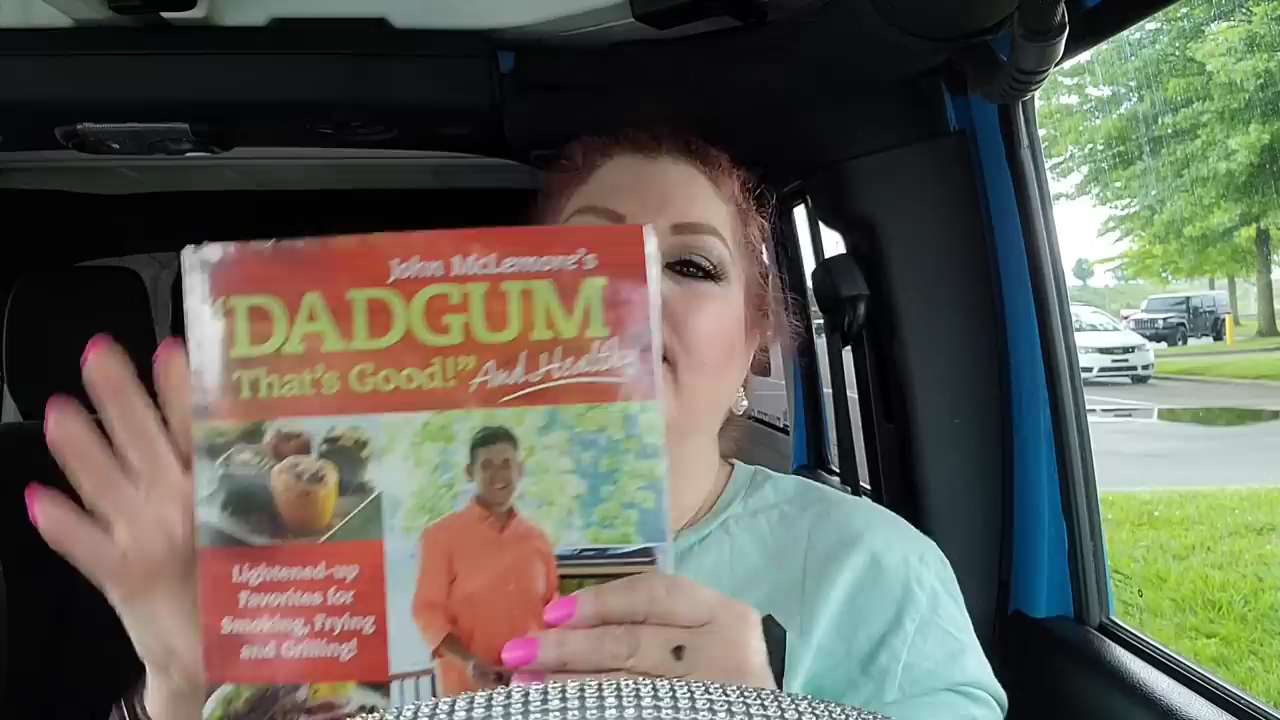 John McLemore's
"DADGUM
That's Good!" And Healthy
Lightened-up
Favorites for
Smoking, Frying
and Grilling!